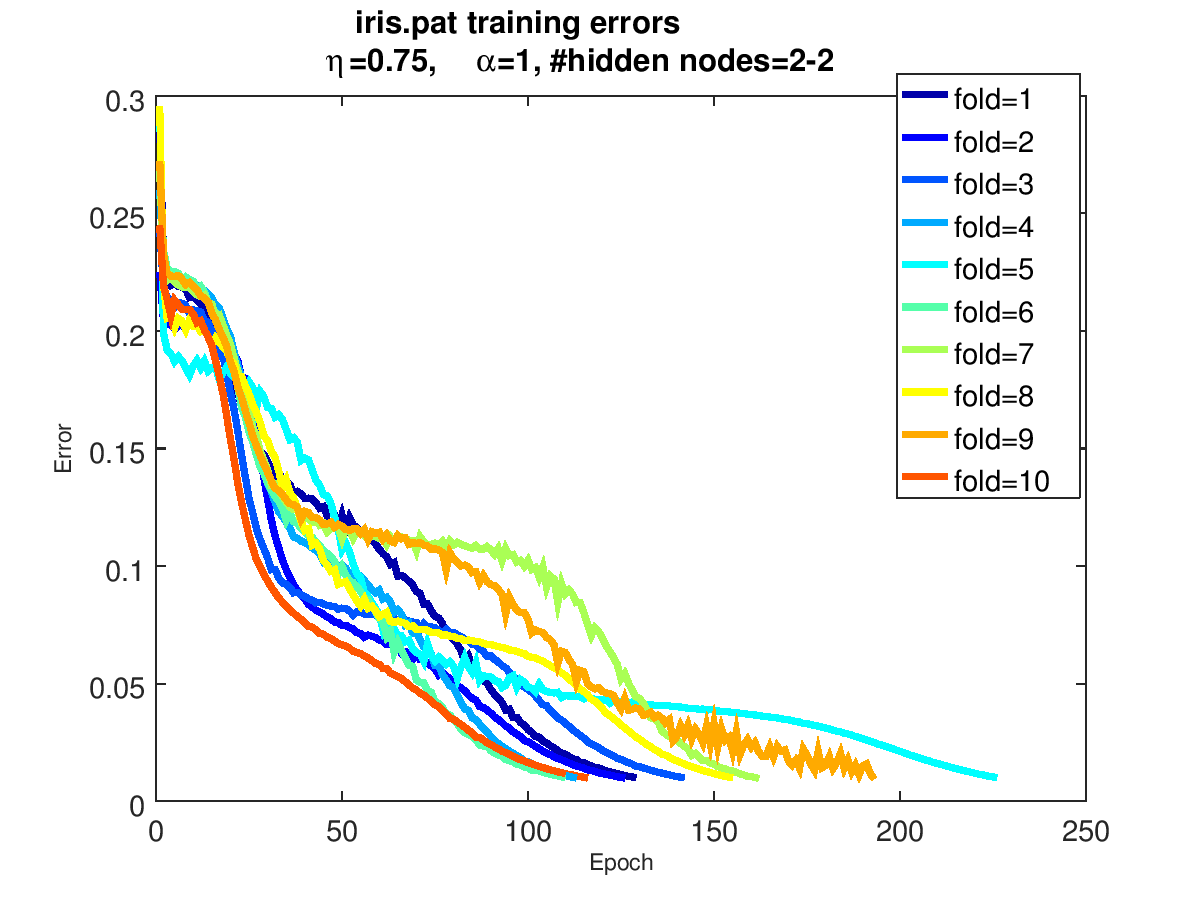 iris.pat training errors
η=0.75, α=1, #hidden nodes=2-2
fold=1
fold=2
fold=3
fold=4
fold=5
fold=6
fold=7
fold=8
fold=9
fold=10
0.3
0.25
0.2
0.15
0.1
0.05
0
Error
0 50 100 150 200 250
Epoch